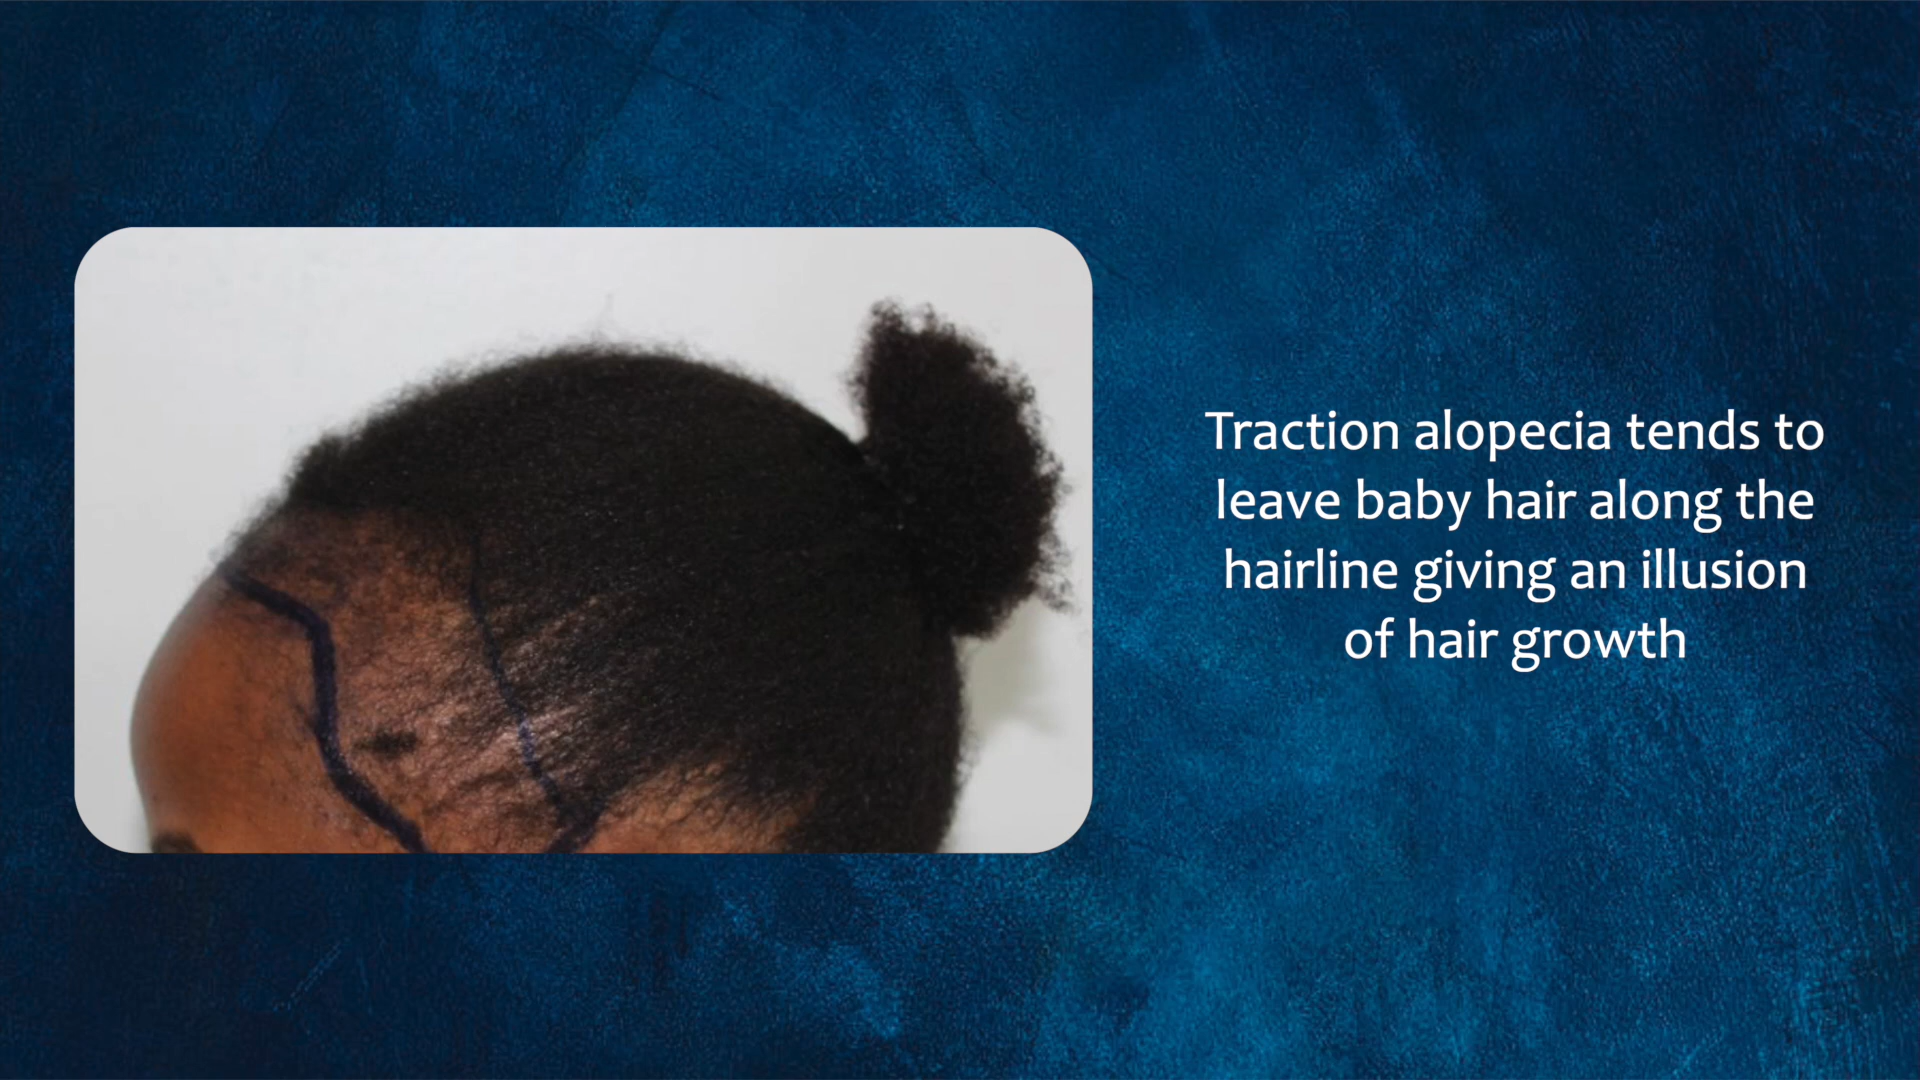 Traction alopecia tends to
leave baby hair along the
hairline giving an illusion
of hair growth